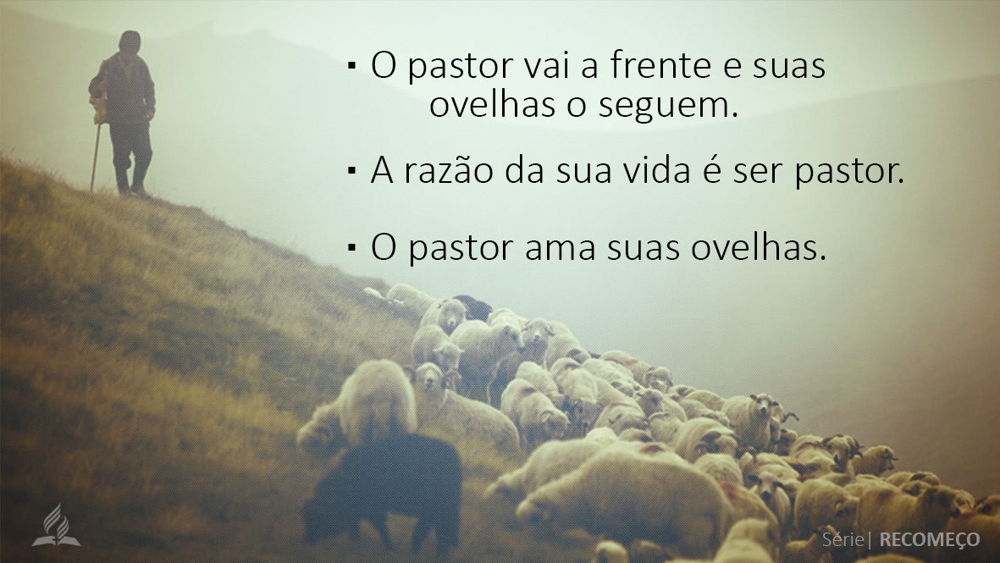 ▪ O pastor vai a frente e suas
ovelhas o seguem.
▪ A razão da sua vida é ser pastor.
▪ O pastor ama suas ovelhas.
Série| RECOMEÇO